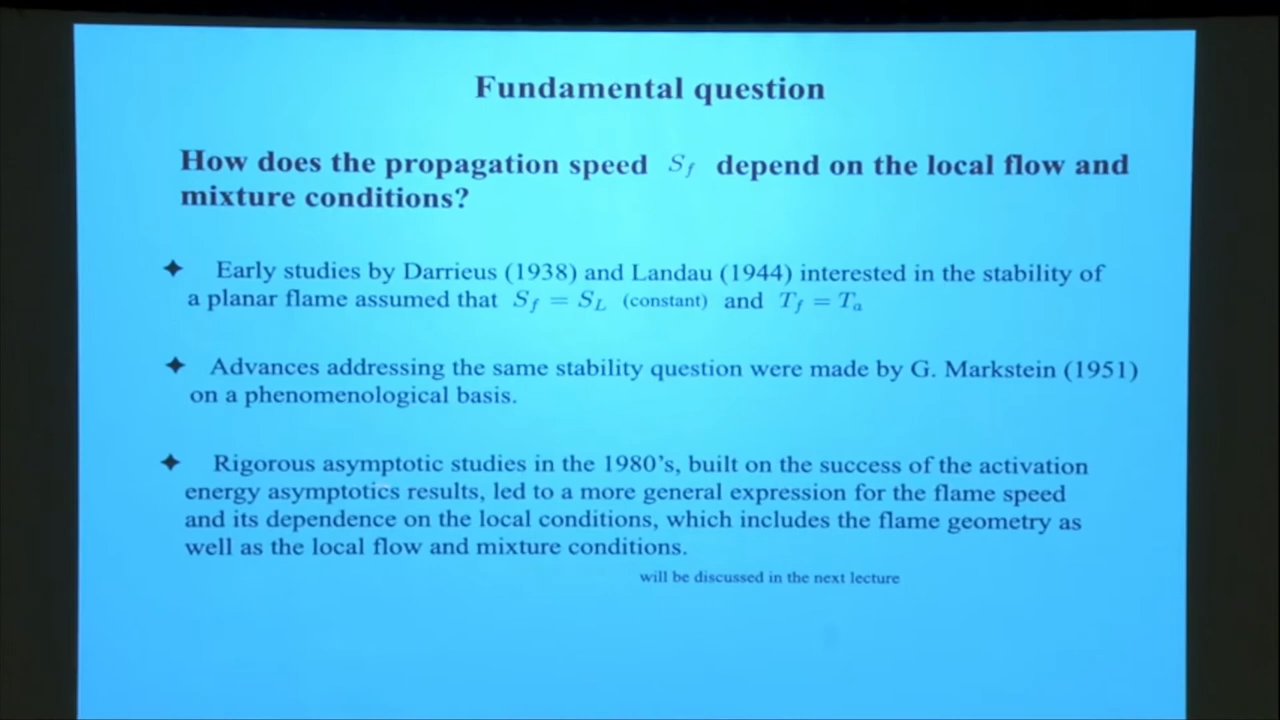 Fundamental question
How does the propagation speed S_f depend on the local flow and
mixture conditions?
✦ Early studies by Darrieus (1938) and Landau (1944) interested in the stability of
a planar flame assumed that S_f = S_L (constant) and T_f = T_a
✦ Advances addressing the same stability question were made by G. Markstein (1951)
on a phenomenological basis.
✦ Rigorous asymptotic studies in the 1980's, built on the success of the activation
energy asymptotics results, led to a more general expression for the flame speed
and its dependence on the local conditions, which includes the flame geometry as
well as the local flow and mixture conditions.
will be discussed in the next lecture